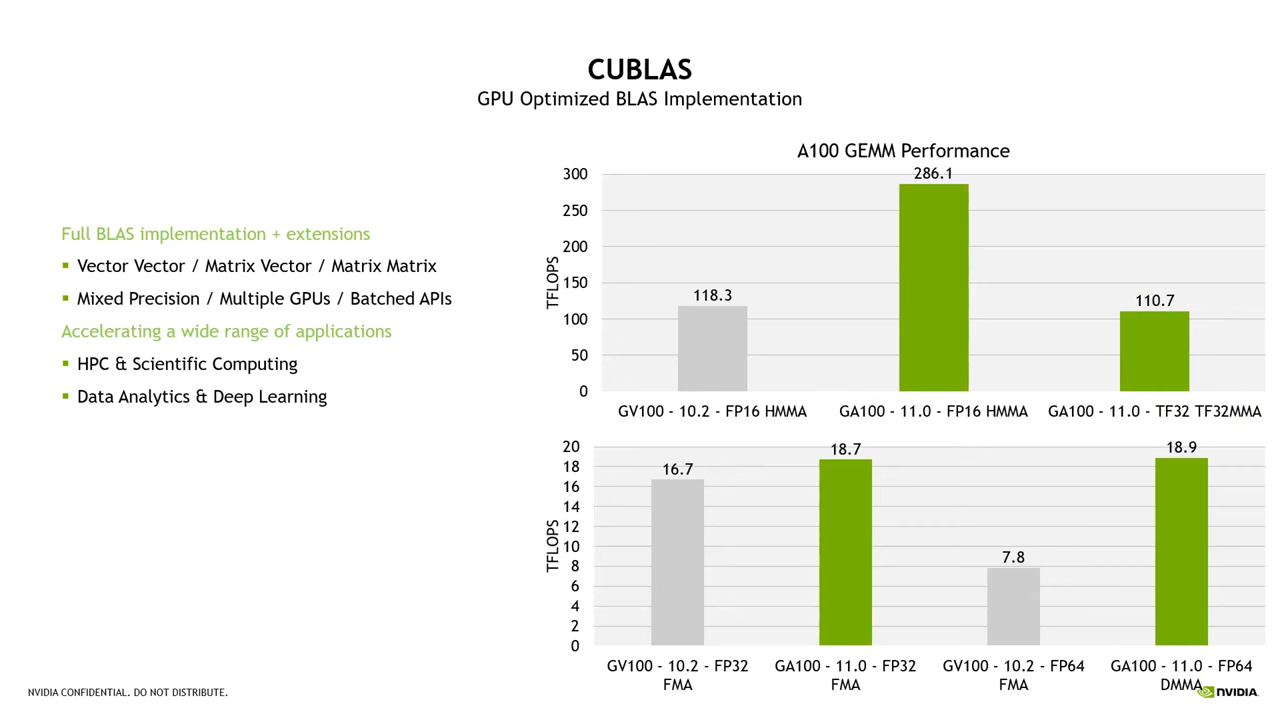 CUBLAS
GPU Optimized BLAS Implementation
Full BLAS implementation + extensions
▪ Vector Vector / Matrix Vector / Matrix Matrix
▪ Mixed Precision / Multiple GPUs / Batched APIs
Accelerating a wide range of applications
▪ HPC & Scientific Computing
▪ Data Analytics & Deep Learning
A100 GEMM Performance
TFLOPS
300
250
200
150
100
50
0
118.3
286.1
110.7
GV100 - 10.2 - FP16 HMMA
GA100 - 11.0 - FP16 HMMA
GA100 - 11.0 - TF32 TF32MMA
TFLOPS
20
18
16
14
12
10
8
6
4
2
0
16.7
18.7
7.8
18.9
GV100 - 10.2 - FP32
FMA
GA100 - 11.0 - FP32
FMA
GV100 - 10.2 - FP64
FMA
GA100 - 11.0 - FP64
DMMA
NVIDIA CONFIDENTIAL. DO NOT DISTRIBUTE.
NVIDIA.